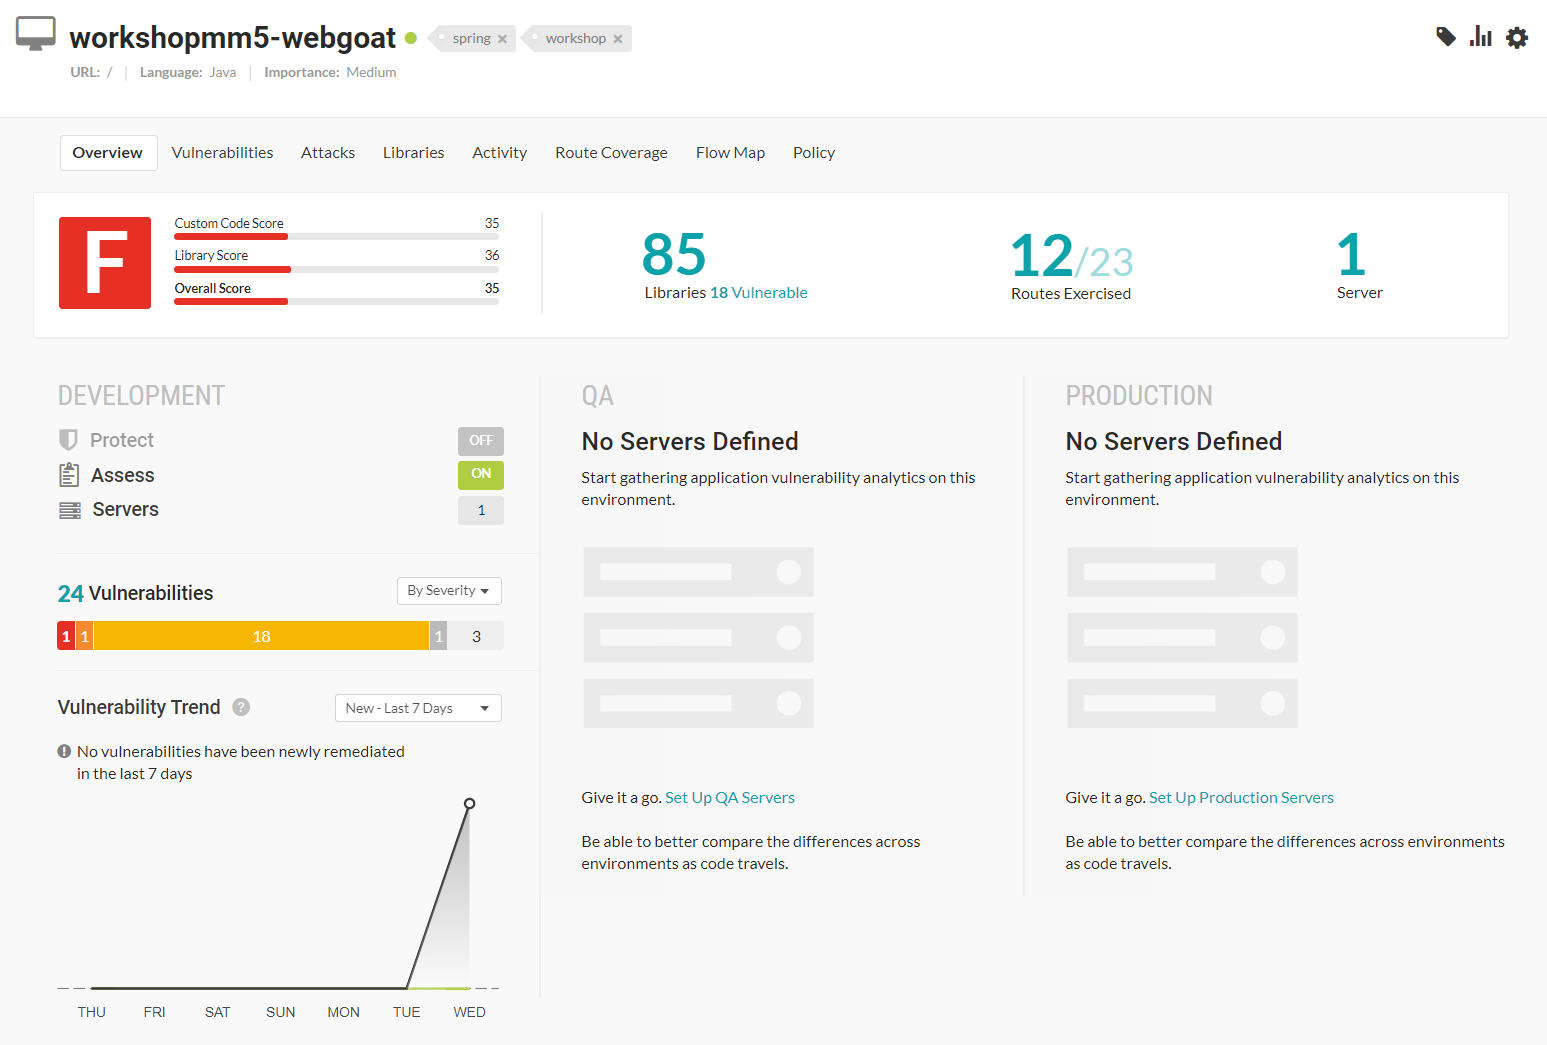 workshopmm5-webgoat
spring ×
workshop ×
URL: / | Language: Java | Importance: Medium
Overview
Vulnerabilities
Attacks
Libraries
Activity
Route Coverage
Flow Map
Policy
F
Custom Code Score 35
Library Score 36
Overall Score 35
85
Libraries 18 Vulnerable
12/23
Routes Exercised
1
Server
DEVELOPMENT
Protect OFF
Assess ON
Servers 1
24 Vulnerabilities
By Severity
1 1 18 1 3
Vulnerability Trend ?
New - Last 7 Days
No vulnerabilities have been newly remediated
in the last 7 days
THU FRI SAT SUN MON TUE WED
QA
No Servers Defined
Start gathering application vulnerability analytics on this
environment.
Give it a go. Set Up QA Servers
Be able to better compare the differences across
environments as code travels.
PRODUCTION
No Servers Defined
Start gathering application vulnerability analytics on this
environment.
Give it a go. Set Up Production Servers
Be able to better compare the differences across environments
as code travels.